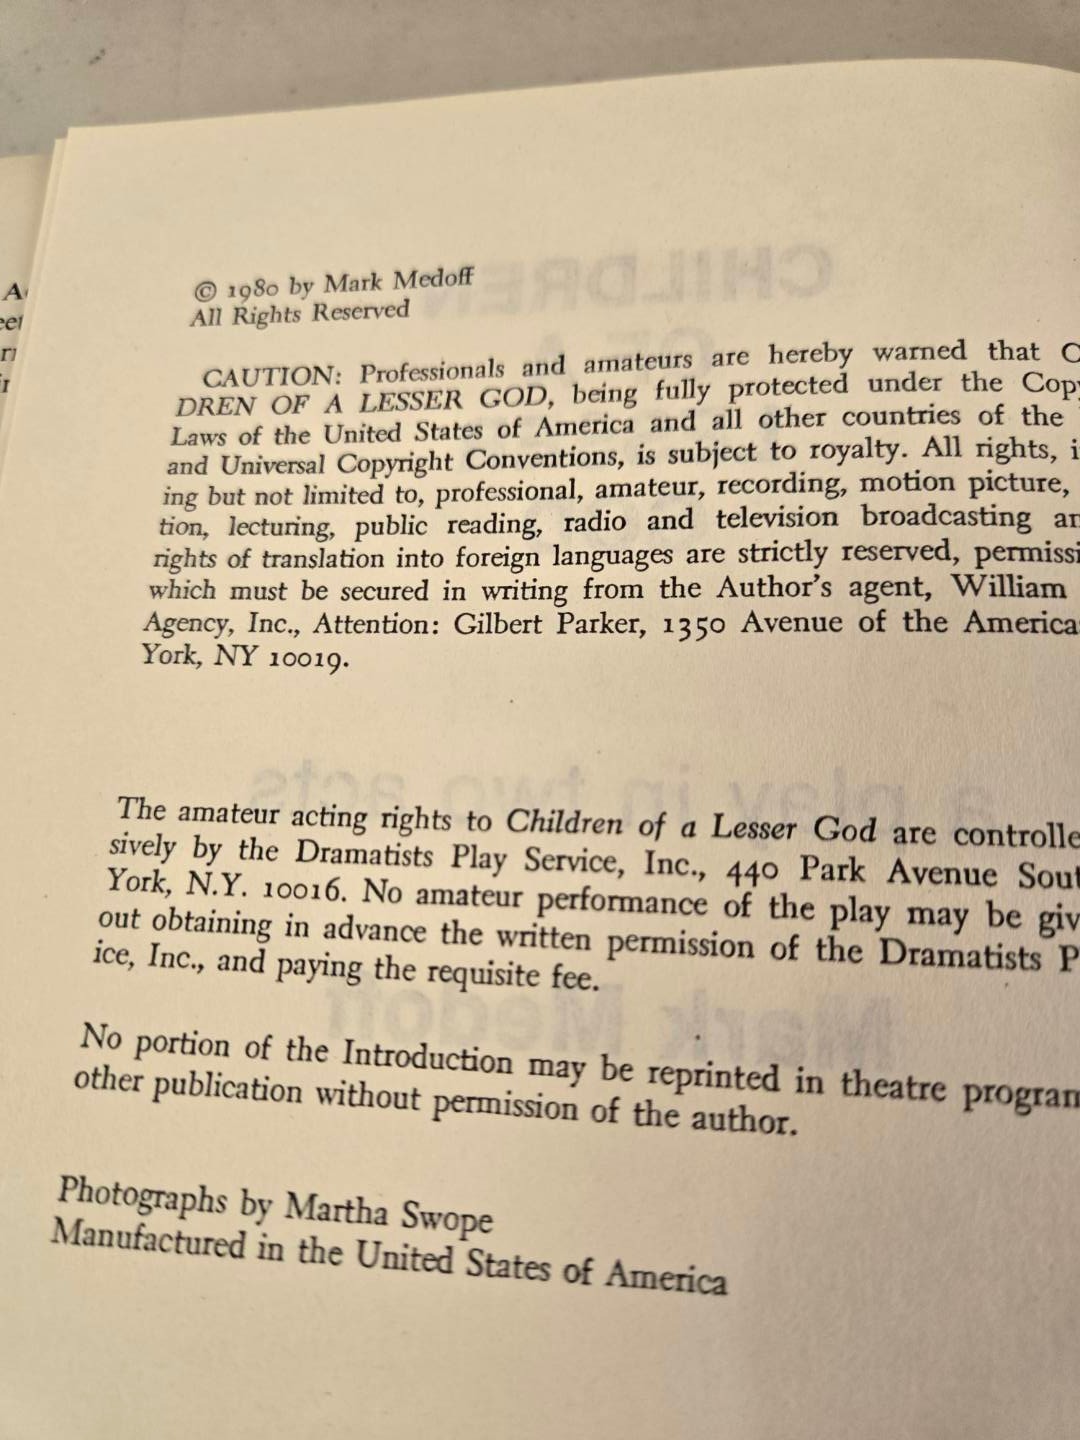 © 1980 by Mark Medoff
All Rights Reserved
CAUTION: Professionals and amateurs are hereby warned that
DREN OF A LESSER GOD, being fully protected under the
Laws of the United States of America and all other countries of the
and Universal Copyright Conventions, is subject to royalty. All rights,
ing but not limited to, professional, amateur, recording, motion picture,
tion, lecturing, public reading, radio and television broadcasting
rights of translation into foreign languages are strictly reserved,
which must be secured in writing from the Author's agent, William
Agency, Inc., Attention: Gilbert Parker, 1350 Avenue of the America
York, NY 10019.
The amateur acting rights to Children of a Lesser God are
sively by the Dramatists Play Service, Inc., 440 Park Avenue
York, N.Y. 10016. No amateur performance of the play may be
out obtaining in advance the written permission of the Dramatists
ice, Inc., and paying the requisite fee.
No portion of the Introduction may be reprinted in theatre
other publication without permission of the author.
Photographs by Martha Swope
Manufactured in the United States of America